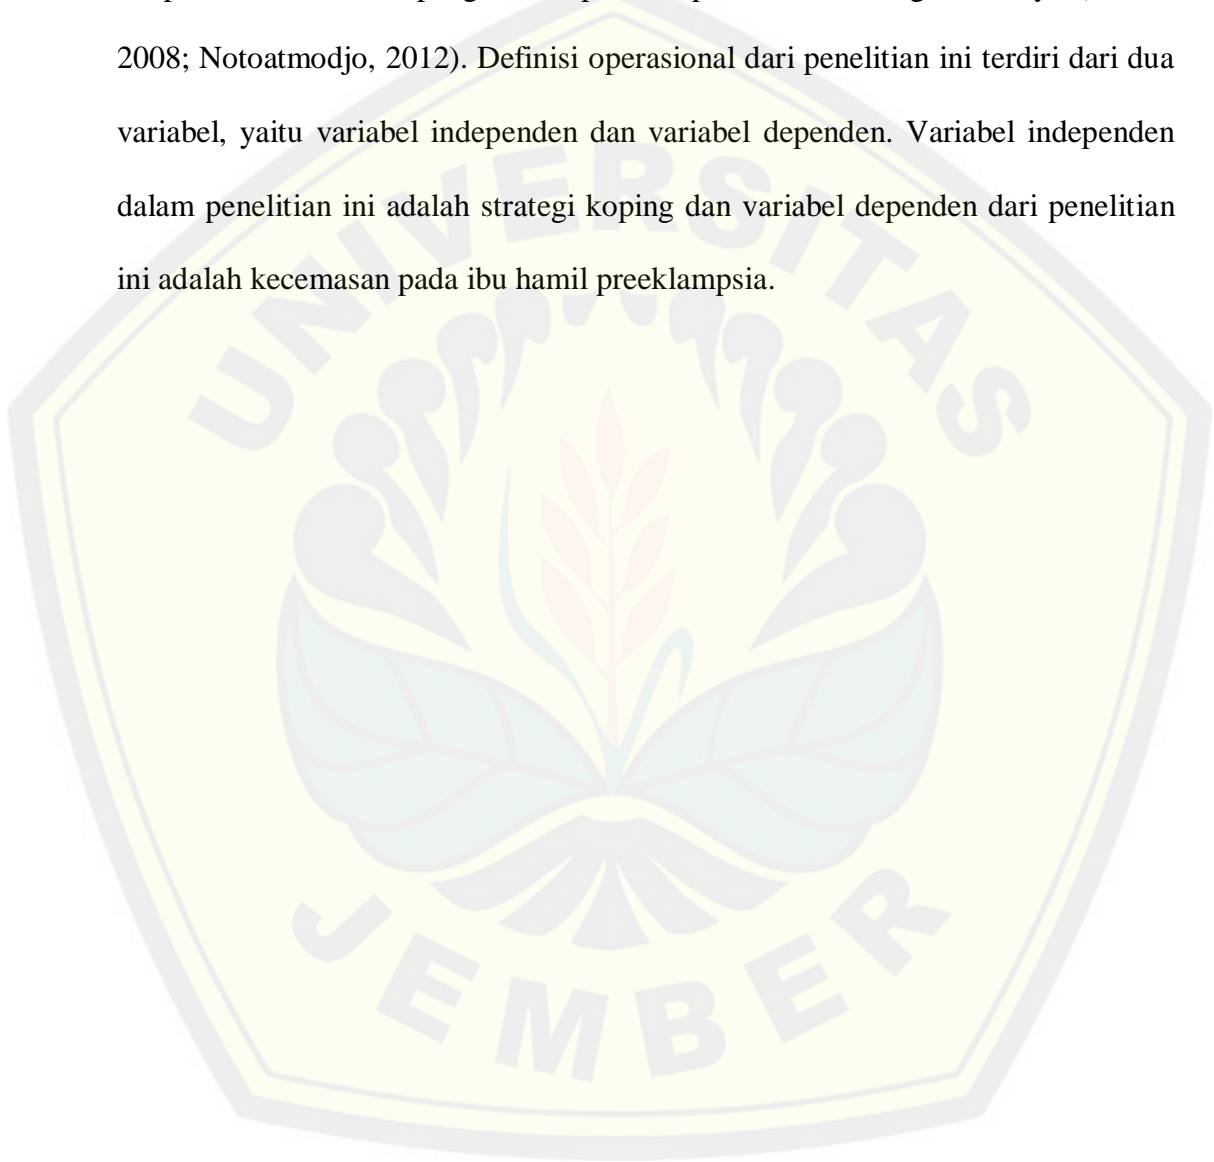 2008; Notoatmodjo, 2012). Definisi operasional dari penelitian ini terdiri dari dua
variabel, yaitu variabel independen dan variabel dependen. Variabel independen
dalam penelitian ini adalah strategi koping dan variabel dependen dari penelitian
ini adalah kecemasan pada ibu hamil preeklampsia.
UNIVERSITAS
JEMBER